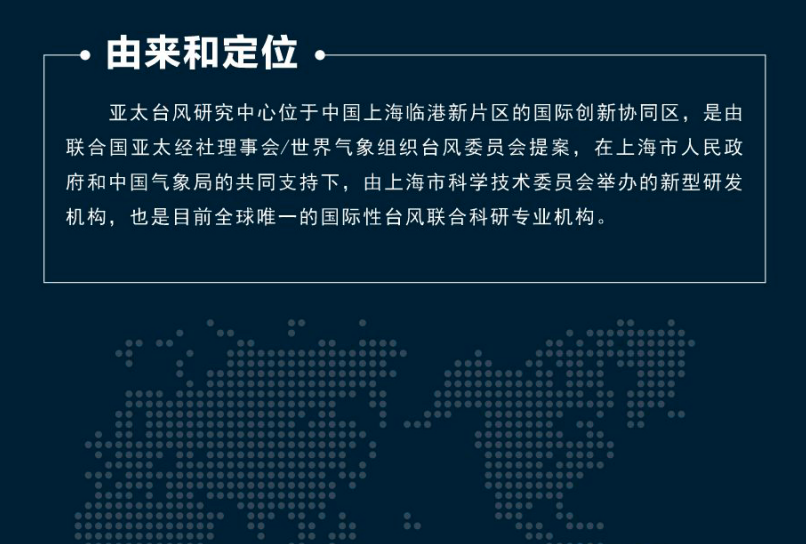 由来和定位
亚太台风研究中心位于中国上海临港新片区的国际创新协同区，是由
联合国亚太经社理事会/世界气象组织台风委员会提案，在上海市人民政
府和中国气象局的共同支持下，由上海市科学技术委员会举办的新型研发
机构，也是目前全球唯一的国际性台风联合科研专业机构。